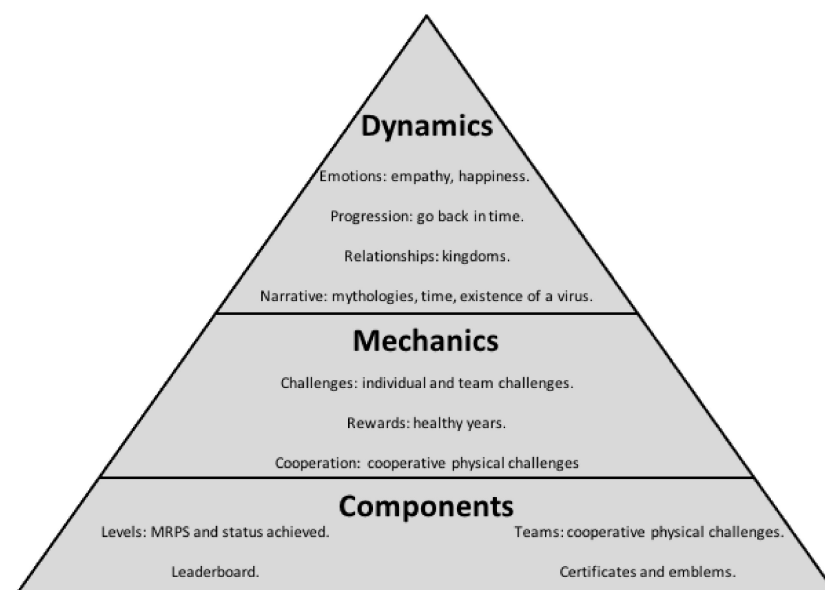 Dynamics
Emotions: empathy, happiness.
Progression: go back in time.
Relationships: kingdoms.
Narrative: mythologies, time, existence of a virus.
Mechanics
Challenges: individual and team challenges.
Rewards: healthy years.
Cooperation: cooperative physical challenges
Components
Levels: MRPS and status achieved.
Teams: cooperative physical challenges.
Leaderboard.
Certificates and emblems.